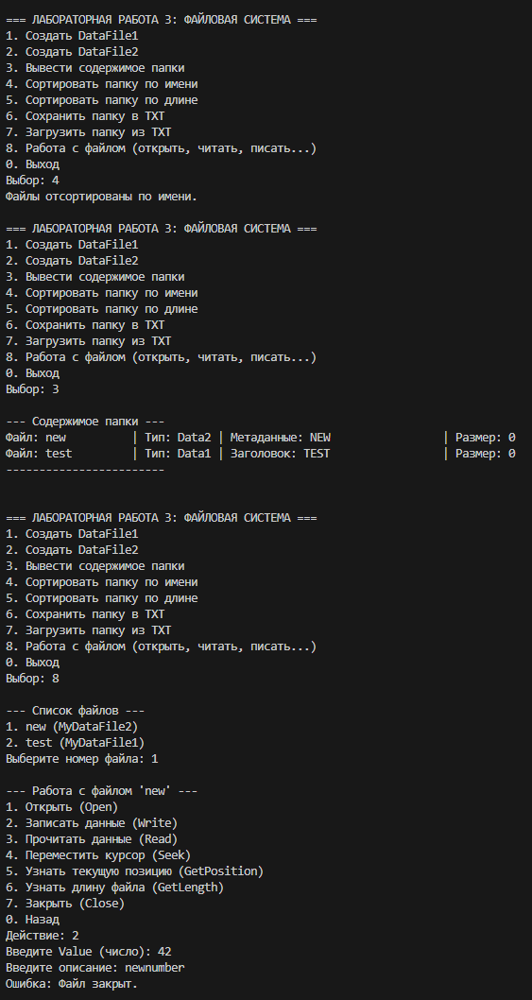 === ЛАБОРАТОРНАЯ РАБОТА 3: ФАЙЛОВАЯ СИСТЕМА ===
1. Создать DataFile1
2. Создать DataFile2
3. Вывести содержимое папки
4. Сортировать папку по имени
5. Сортировать папку по длине
6. Сохранить папку в TXT
7. Загрузить папку из TXT
8. Работа с файлом (открыть, читать, писать...)
0. Выход
Выбор: 4
Файлы отсортированы по имени.
=== ЛАБОРАТОРНАЯ РАБОТА 3: ФАЙЛОВАЯ СИСТЕМА ===
1. Создать DataFile1
2. Создать DataFile2
3. Вывести содержимое папки
4. Сортировать папку по имени
5. Сортировать папку по длине
6. Сохранить папку в TXT
7. Загрузить папку из TXT
8. Работа с файлом (открыть, читать, писать...)
0. Выход
Выбор: 3
--- Содержимое папки ---
Файл: new | Тип: Data2 | Метаданные: NEW | Размер: 0
Файл: test | Тип: Data1 | Заголовок: TEST | Размер: 0
------------------------
=== ЛАБОРАТОРНАЯ РАБОТА 3: ФАЙЛОВАЯ СИСТЕМА ===
1. Создать DataFile1
2. Создать DataFile2
3. Вывести содержимое папки
4. Сортировать папку по имени
5. Сортировать папку по длине
6. Сохранить папку в TXT
7. Загрузить папку из TXT
8. Работа с файлом (открыть, читать, писать...)
0. Выход
Выбор: 8
--- Список файлов ---
1. new (MyDataFile2)
2. test (MyDataFile1)
Выберите номер файла: 1
--- Работа с файлом 'new' ---
1. Открыть (Open)
2. Записать данные (Write)
3. Прочитать данные (Read)
4. Переместить курсор (Seek)
5. Узнать текущую позицию (GetPosition)
6. Узнать длину файла (GetLength)
7. Закрыть (Close)
0. Назад
Действие: 2
Введите Value (число): 42
Введите описание: newnumber
Ошибка: Файл закрыт.